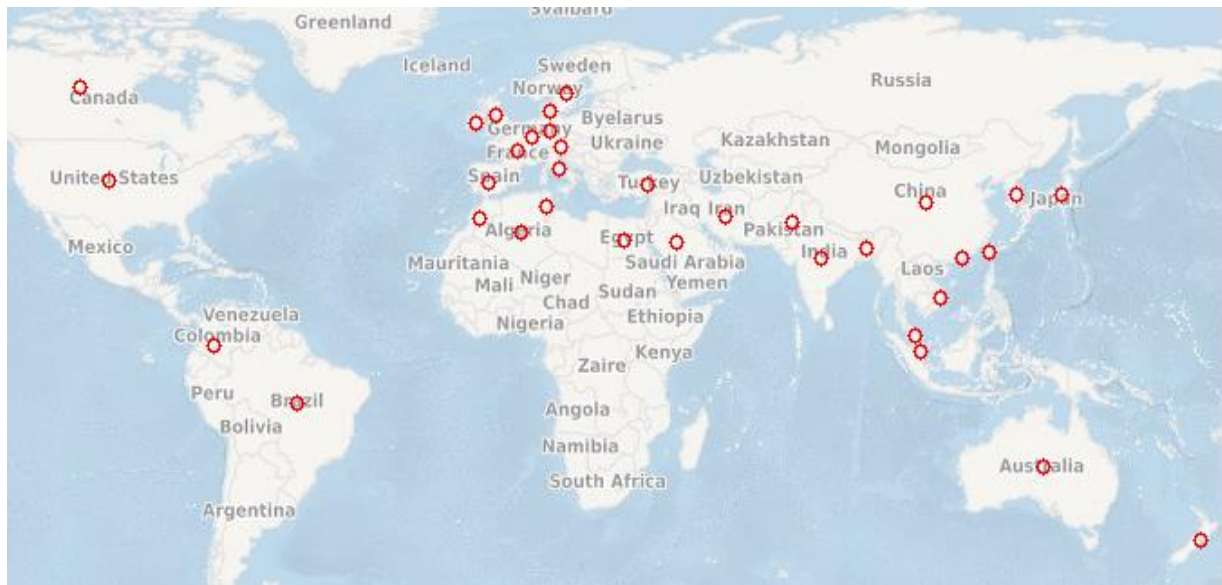 Svalbard
Greenland
Iceland
Sweden
Russia
Norway
Canada
Byelarus
Germany
Ukraine
Kazakhstan
Mongolia
France
Spain
United States
Turkey
Uzbekistan
China
Japan
Iraq
Iran
Mexico
Algeria
Egypt
Pakistan
India
Mauritania
Saudi Arabia
Laos
Mali
Niger
Chad
Sudan
Yemen
Venezuela
Nigeria
Ethiopia
Colombia
Kenya
Zaire
Peru
Brazil
Angola
Bolivia
Namibia
Australia
South Africa
Argentina